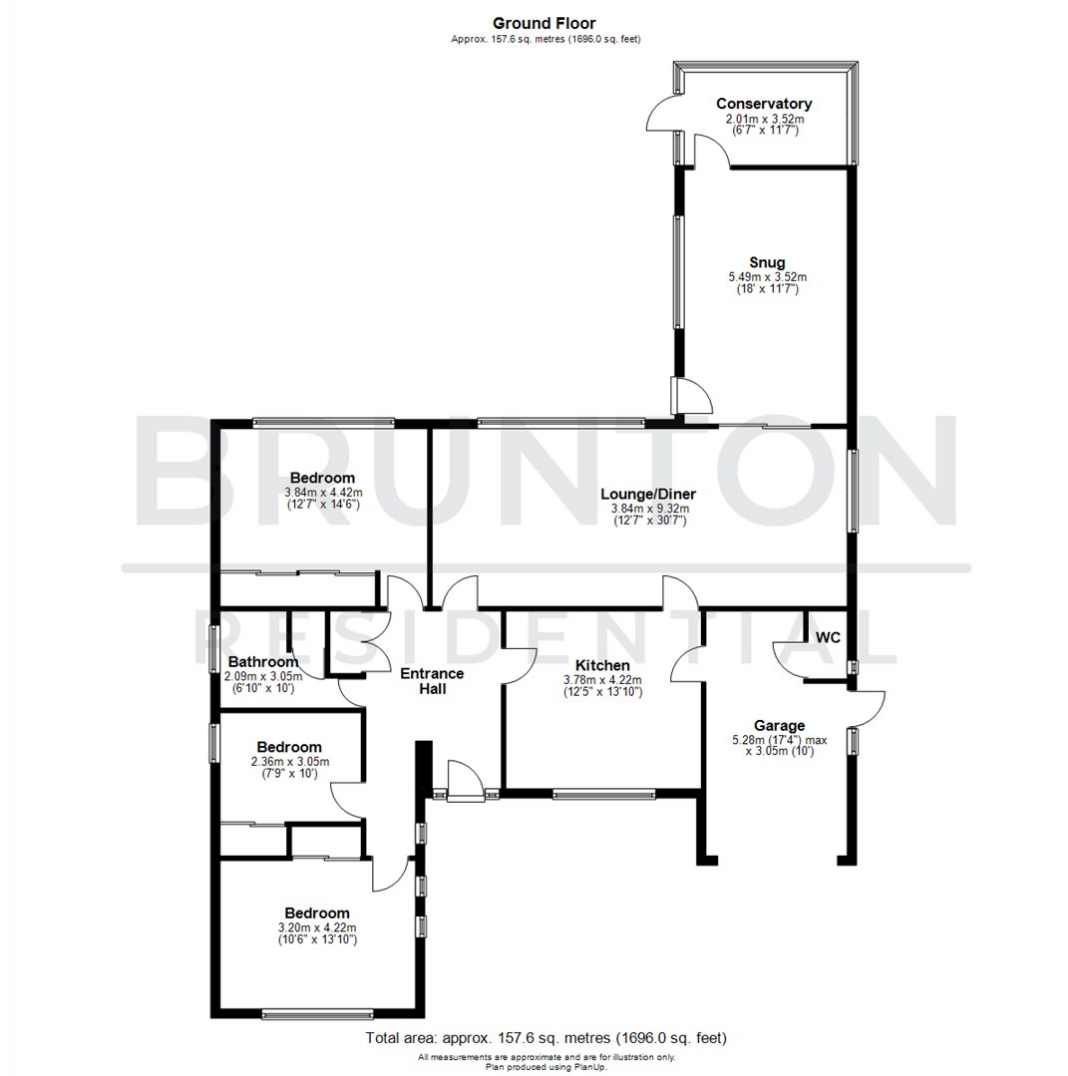 Ground Floor
Approx. 157.6 sq. metres (1696.0 sq. feet)
Conservatory
2.01m x 3.52m
(6'7" x 11'7")
Snug
5.49m x 3.52m
(18' x 11'7")
BRUNTON
RESIDENTIAL
Bedroom
3.84m x 4.42m
(12'7" x 14'6")
Lounge/Diner
3.84m x 9.32m
(12'7" x 30'7")
WC
Bathroom
2.09m x 3.05m
(6'10" x 10')
Entrance
Hall
Kitchen
3.78m x 4.22m
(12'5" x 13'10")
Garage
5.28m (17'4") max
x 3.05m (10')
Bedroom
2.36m x 3.05m
(7'9" x 10')
Bedroom
3.20m x 4.22m
(10'6" x 13'10")
Total area: approx. 157.6 sq. metres (1696.0 sq. feet)
All measurements are approximate and are for illustration only.
Plan produced using PlanUp.